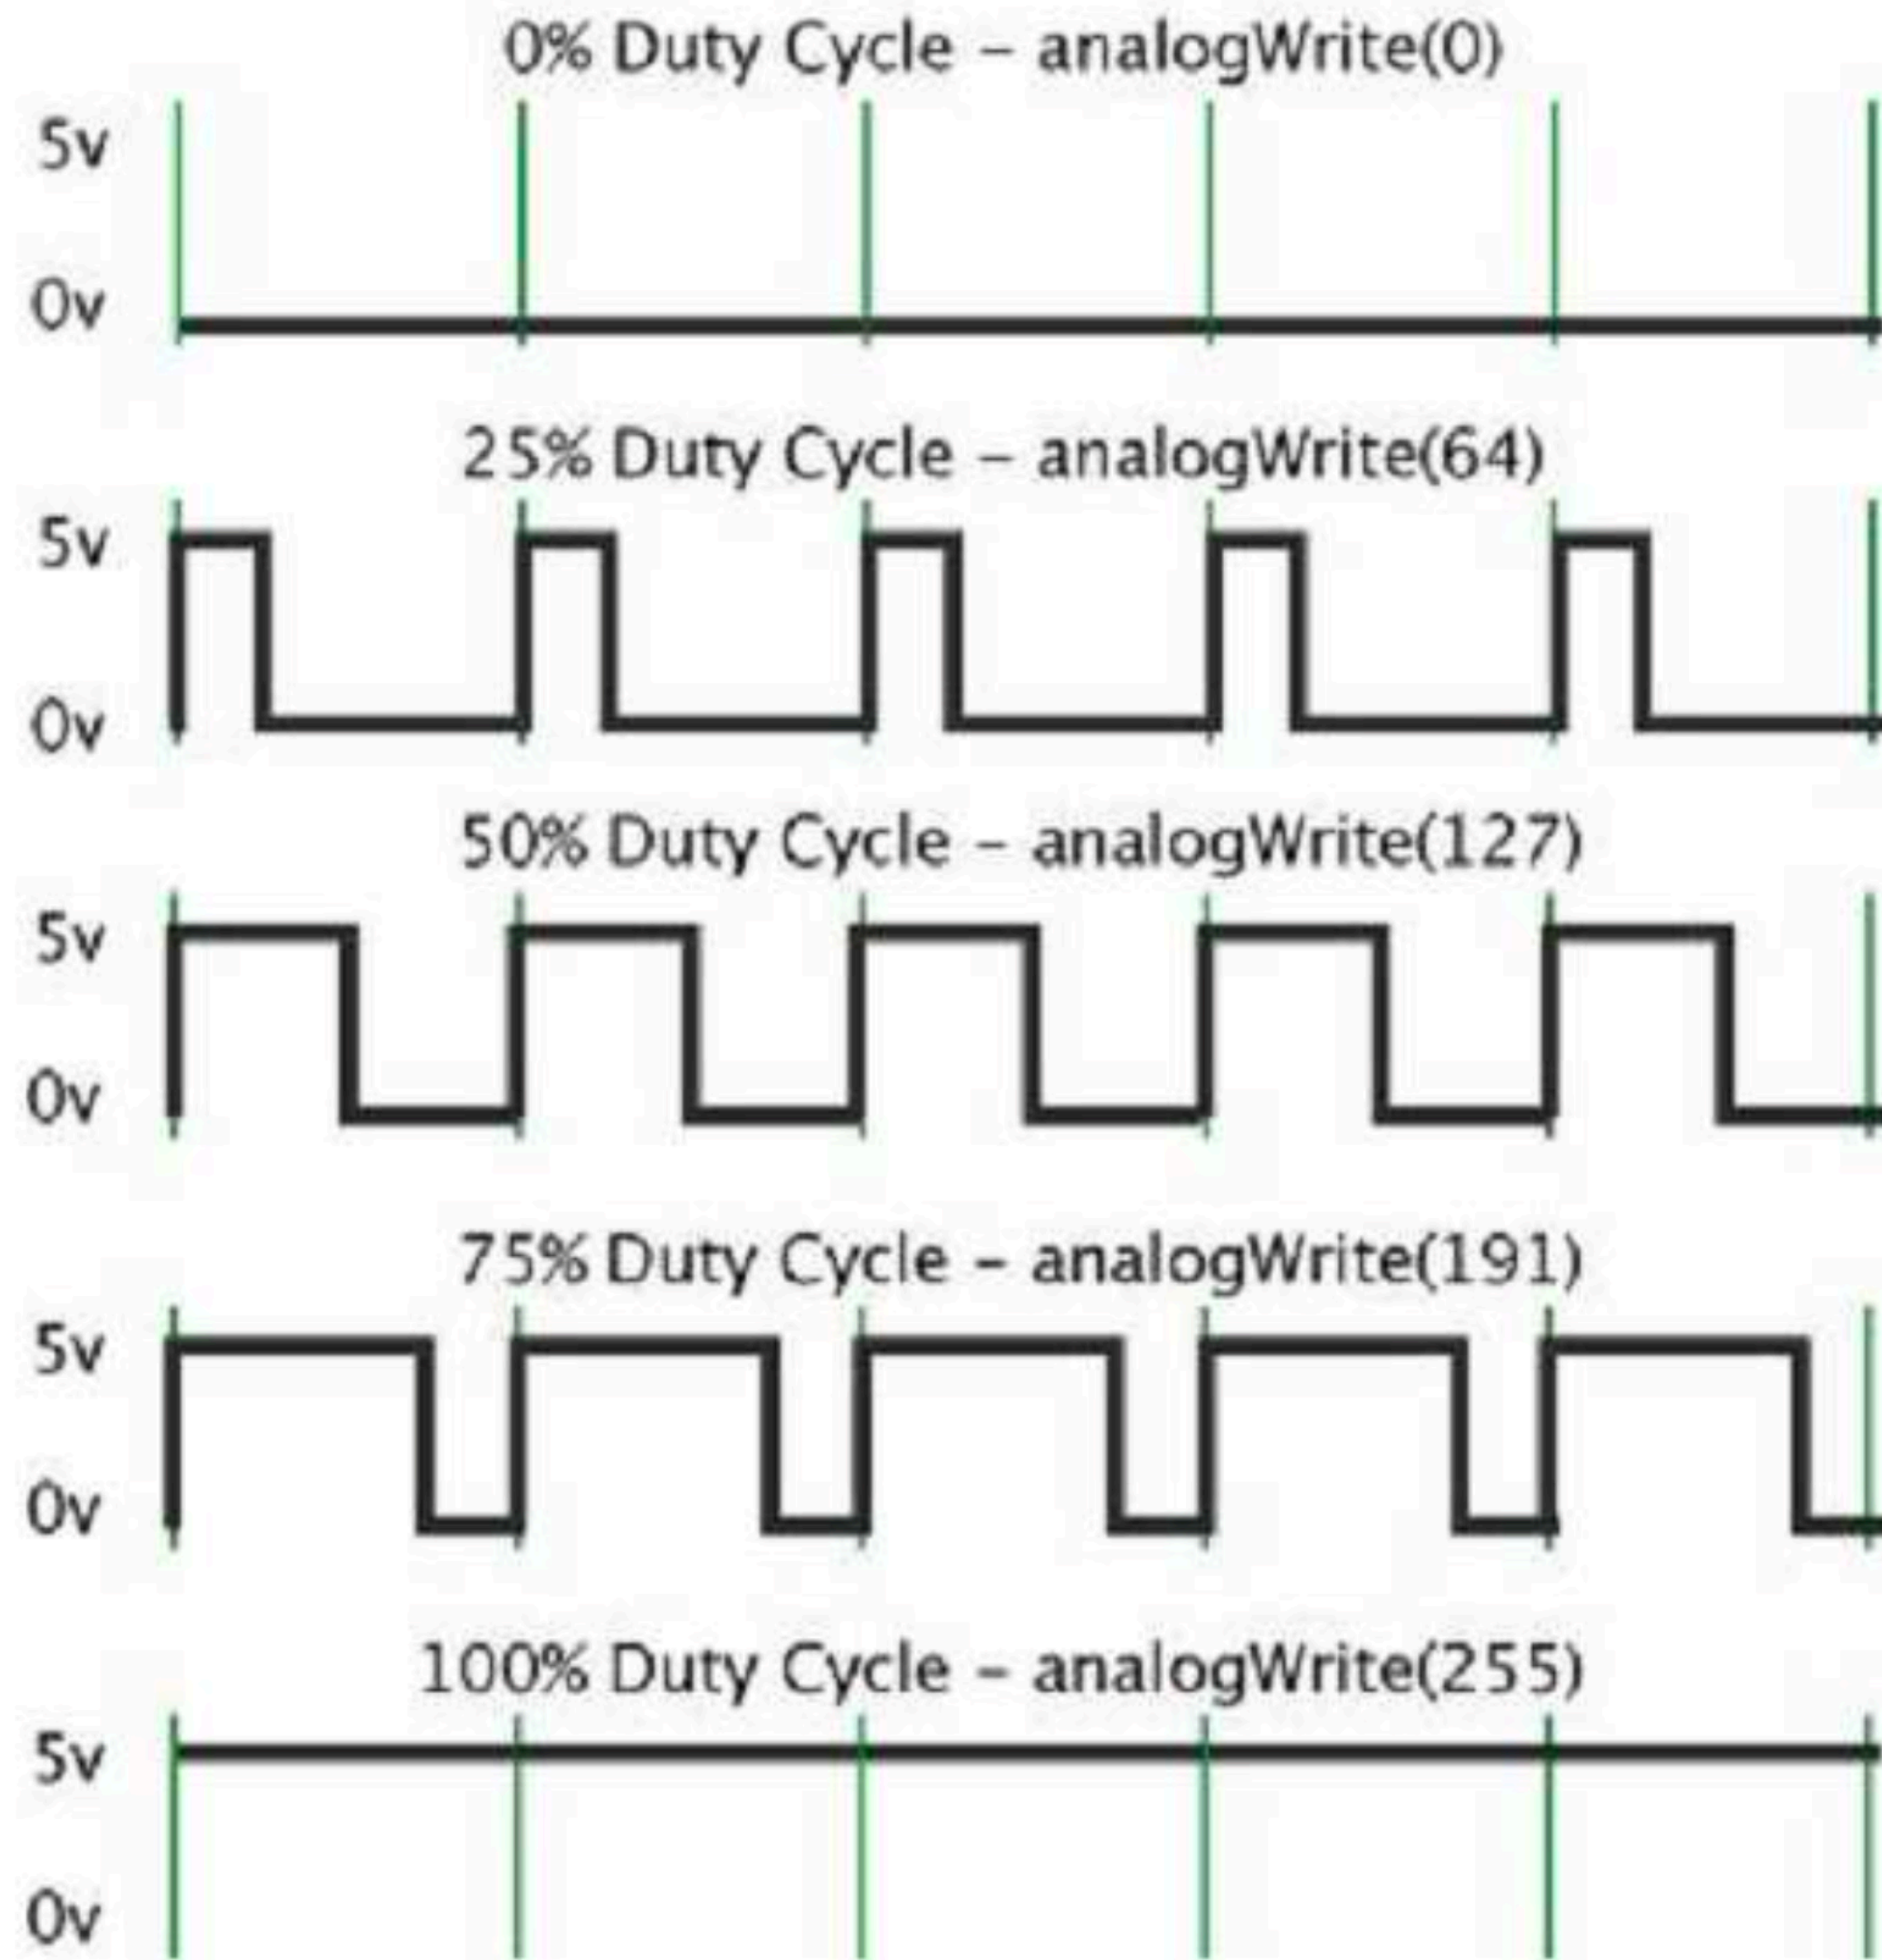 0% Duty Cycle – analogWrite(0)
5v
0v
25% Duty Cycle – analogWrite(64)
5v
0v
50% Duty Cycle – analogWrite(127)
5v
0v
75% Duty Cycle – analogWrite(191)
5v
0v
100% Duty Cycle – analogWrite(255)
5v
0v